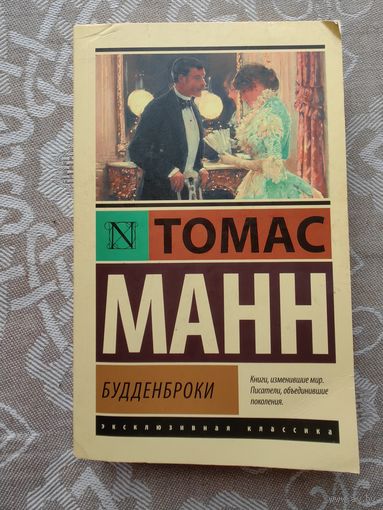 N
ТОМАС
МАНН
БУДДЕНБРОКИ
Книги, изменившие мир.
Писатели, объединившие
поколения.
эксклюзивная классика